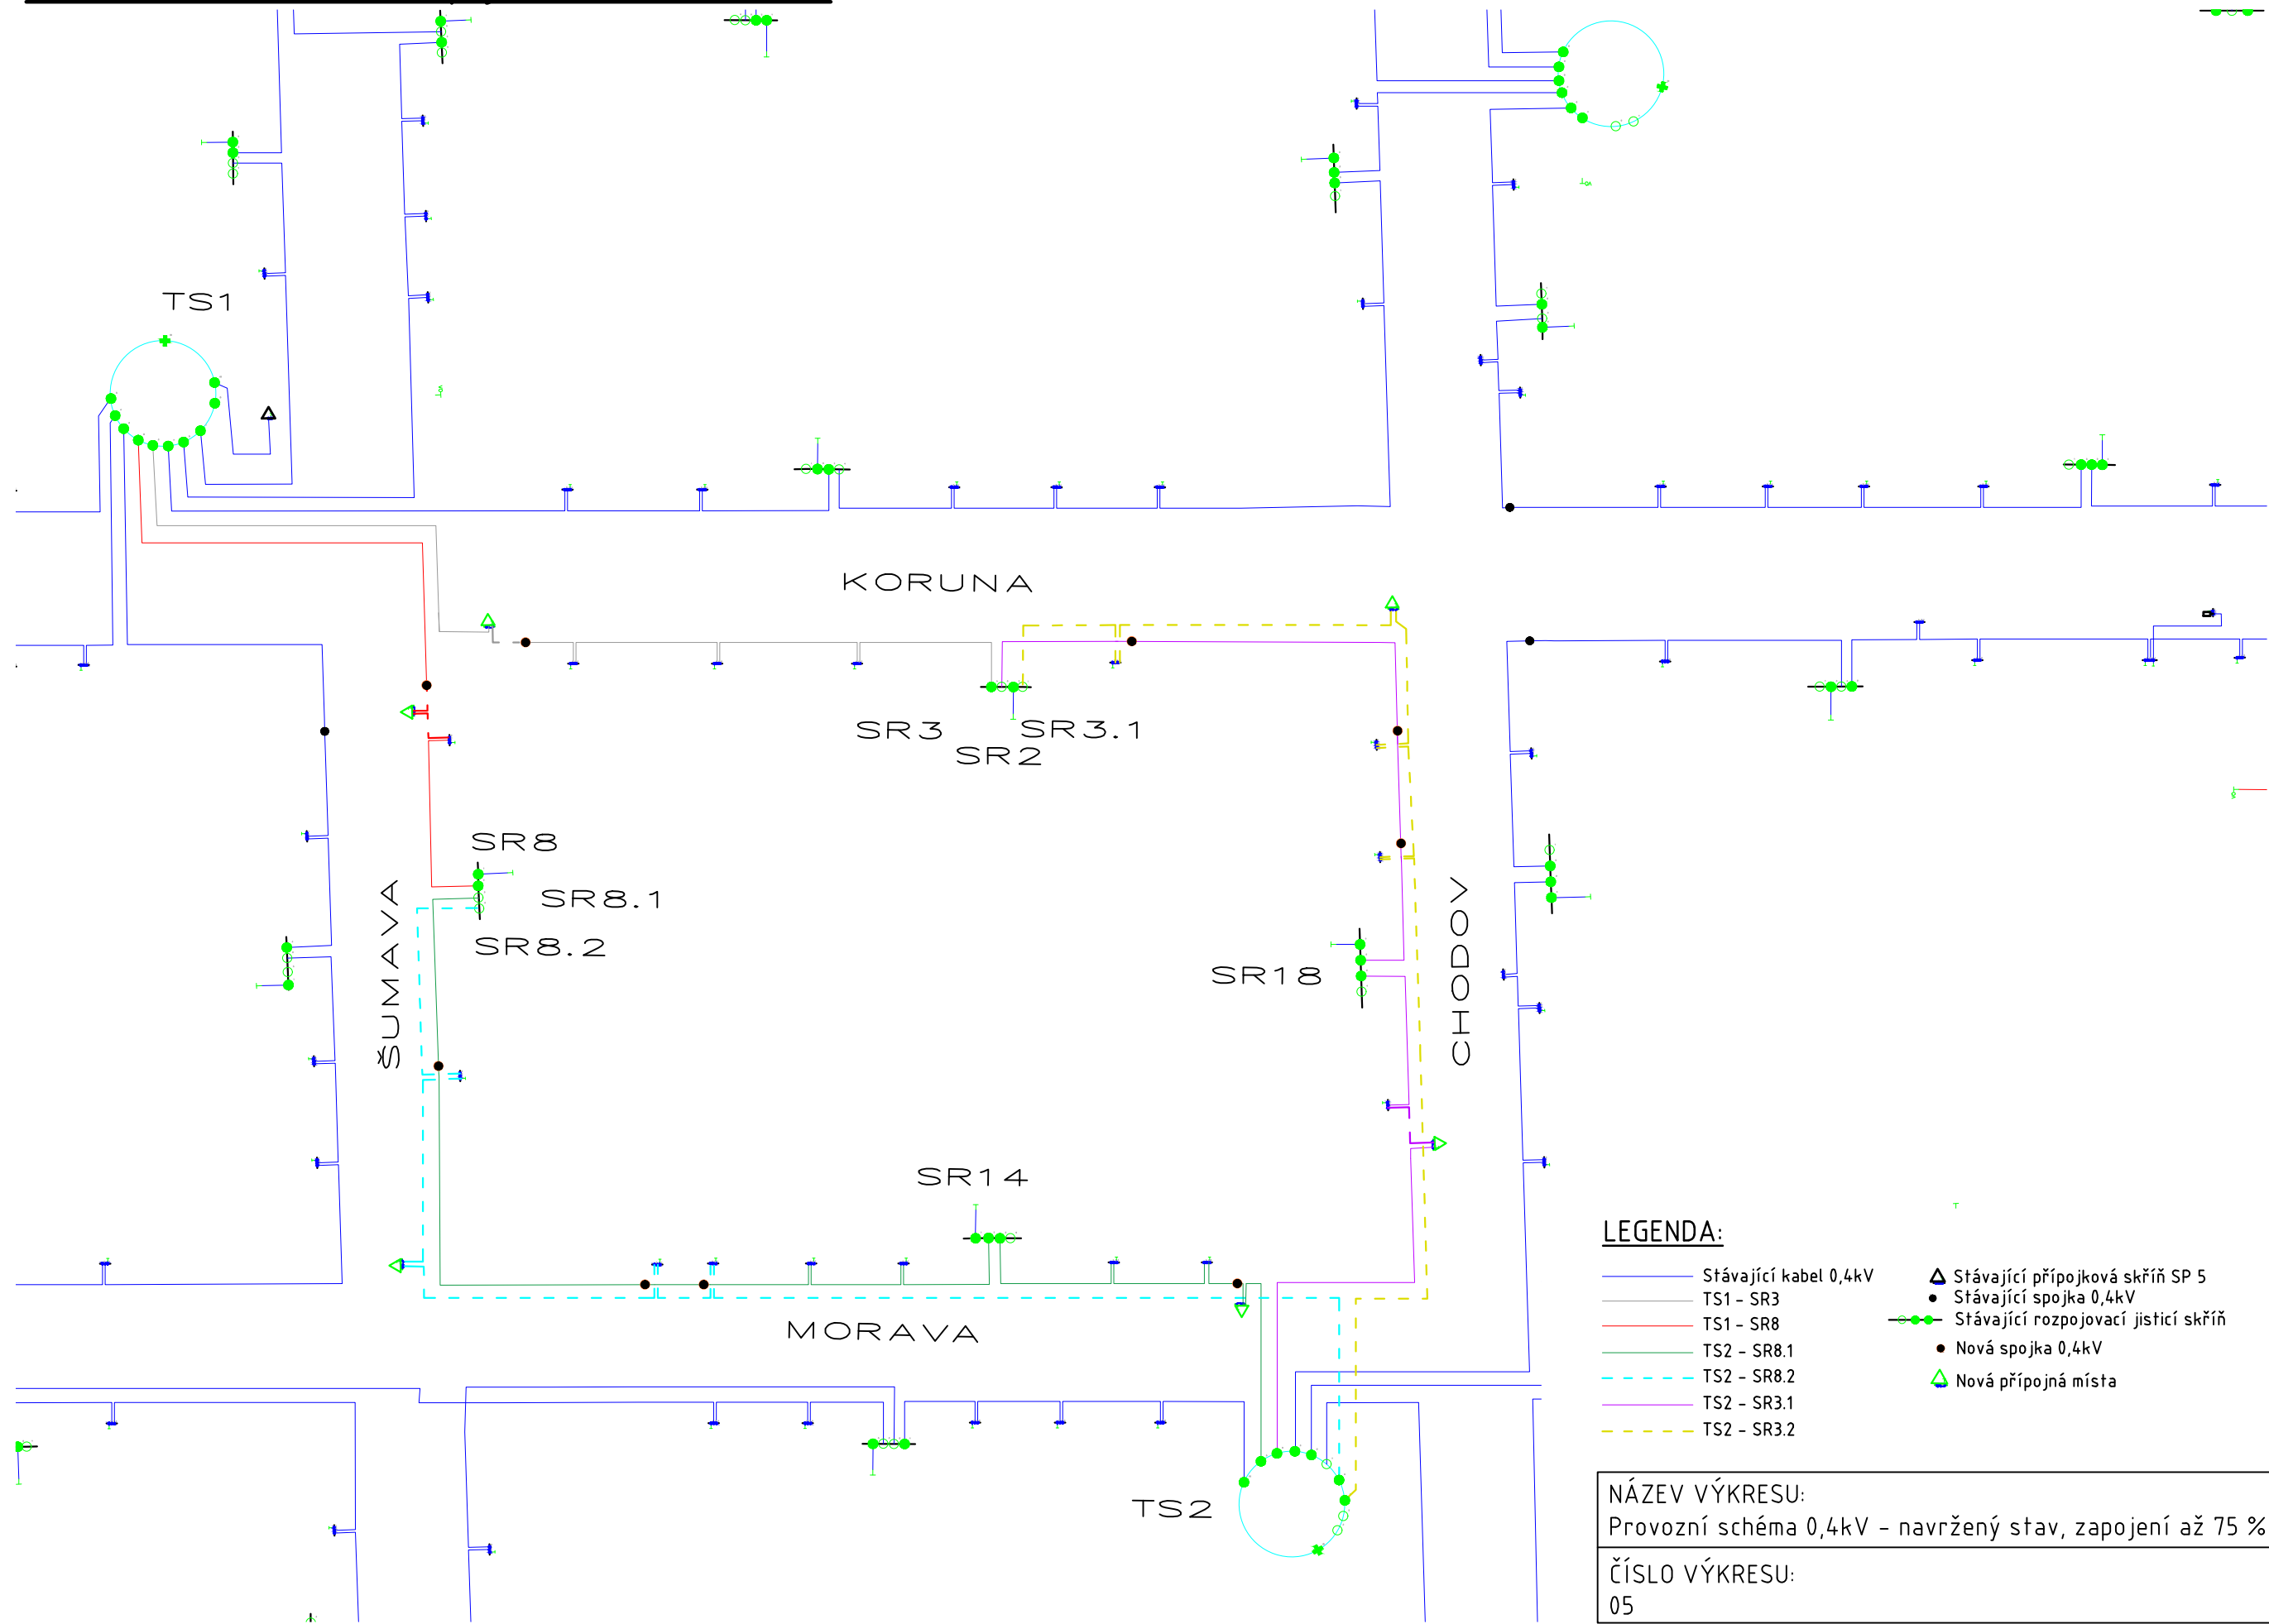 TS1
KORUNA
SR3
SR3.1
SR2
SR8
SR8.1
SR8.2
ŠUMAVA
CHODOV
SR18
SR14
MORAVA
TS2
LEGENDA:
Stávající kabel 0,4kV
TS1 - SR3
TS1 - SR8
TS2 - SR8.1
TS2 - SR8.2
TS2 - SR3.1
TS2 - SR3.2
Stávající přípojková skříň SP 5
Stávající spojka 0,4kV
Stávající rozpojovací jisticí skříň
Nová spojka 0,4kV
Nová přípojná místa
NÁZEV VÝKRESU:
Provozní schéma 0,4kV - navržený stav, zapojení až 75 %
ČÍSLO VÝKRESU:
05